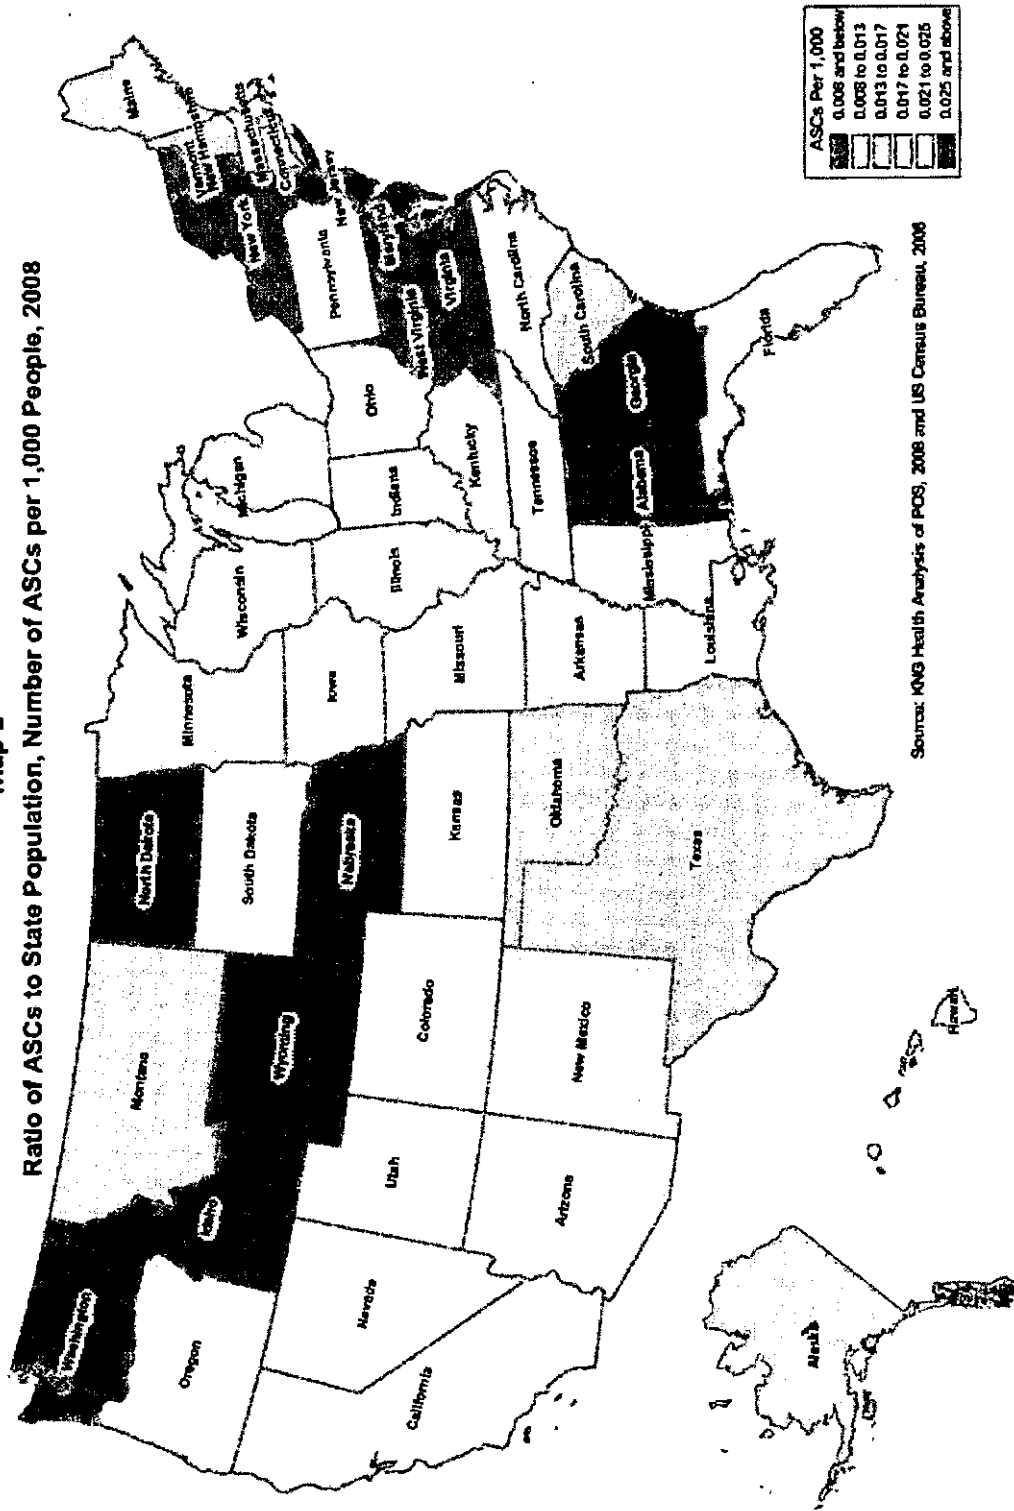 Ratio of ASCs to State Population, Number of ASCs per 1,000 People, 2008
Washington
Oregon
California
Nevada
Idaho
Montana
Wyoming
Utah
Arizona
Colorado
New Mexico
North Dakota
South Dakota
Nebraska
Kansas
Oklahoma
Texas
Minnesota
Iowa
Missouri
Arkansas
Louisiana
Wisconsin
Illinois
Michigan
Indiana
Ohio
Kentucky
Tennessee
Mississippi
Alabama
Georgia
Florida
South Carolina
North Carolina
Virginia
West Virginia
Maryland
Pennsylvania
New Jersey
New York
Connecticut
Massachusetts
Vermont
New Hampshire
Maine
Alaska
Hawaii
ASCs Per 1,000
0.008 and below
0.008 to 0.013
0.013 to 0.017
0.017 to 0.021
0.021 to 0.025
0.025 and above
Source: KNG Health Analysis of POS, 2008 and US Census Bureau, 2008